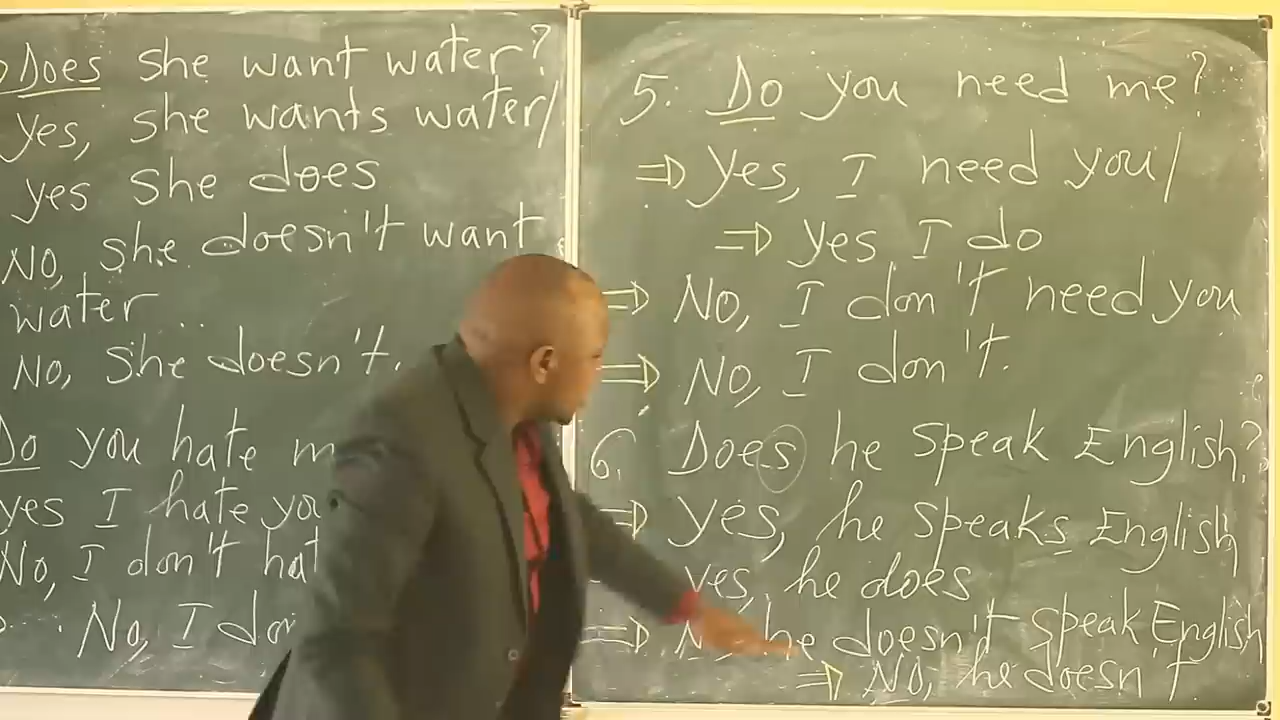 Does she want water?
Yes, she wants water/
yes she does
NO, she doesn't want
water
NO, She doesn't.
Do you hate
yes I hate
No, I don't
No, I
5. Do you need me?
⇒ Yes, I need you/
⇒ Yes I do
⇒ No, I don't need you
⇒ No, I don't.
6. Does he speak English?
⇒ Yes, he speaks English
yes, he does
⇒ he doesn't speak English
⇒ NO, he doesn't